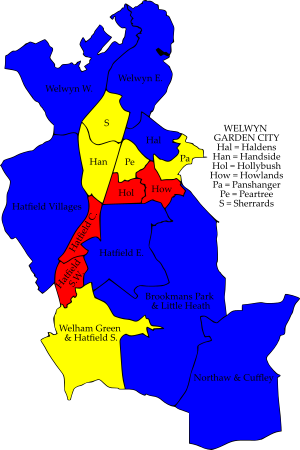 Welwyn W.
Welwyn E.
S
Hal
WELWYN
GARDEN CITY
Hal = Haldens
Han = Handside
Hol = Hollybush
How = Howlands
Pa = Panshanger
Pe = Peartree
S = Sherrards
Han
Pe
Pa
Hol
How
Hatfield Villages
Hatfield C.
Hatfield E.
Hatfield
S.W.
Brookmans Park
& Little Heath
Welham Green
& Hatfield S.
Northaw & Cuffley